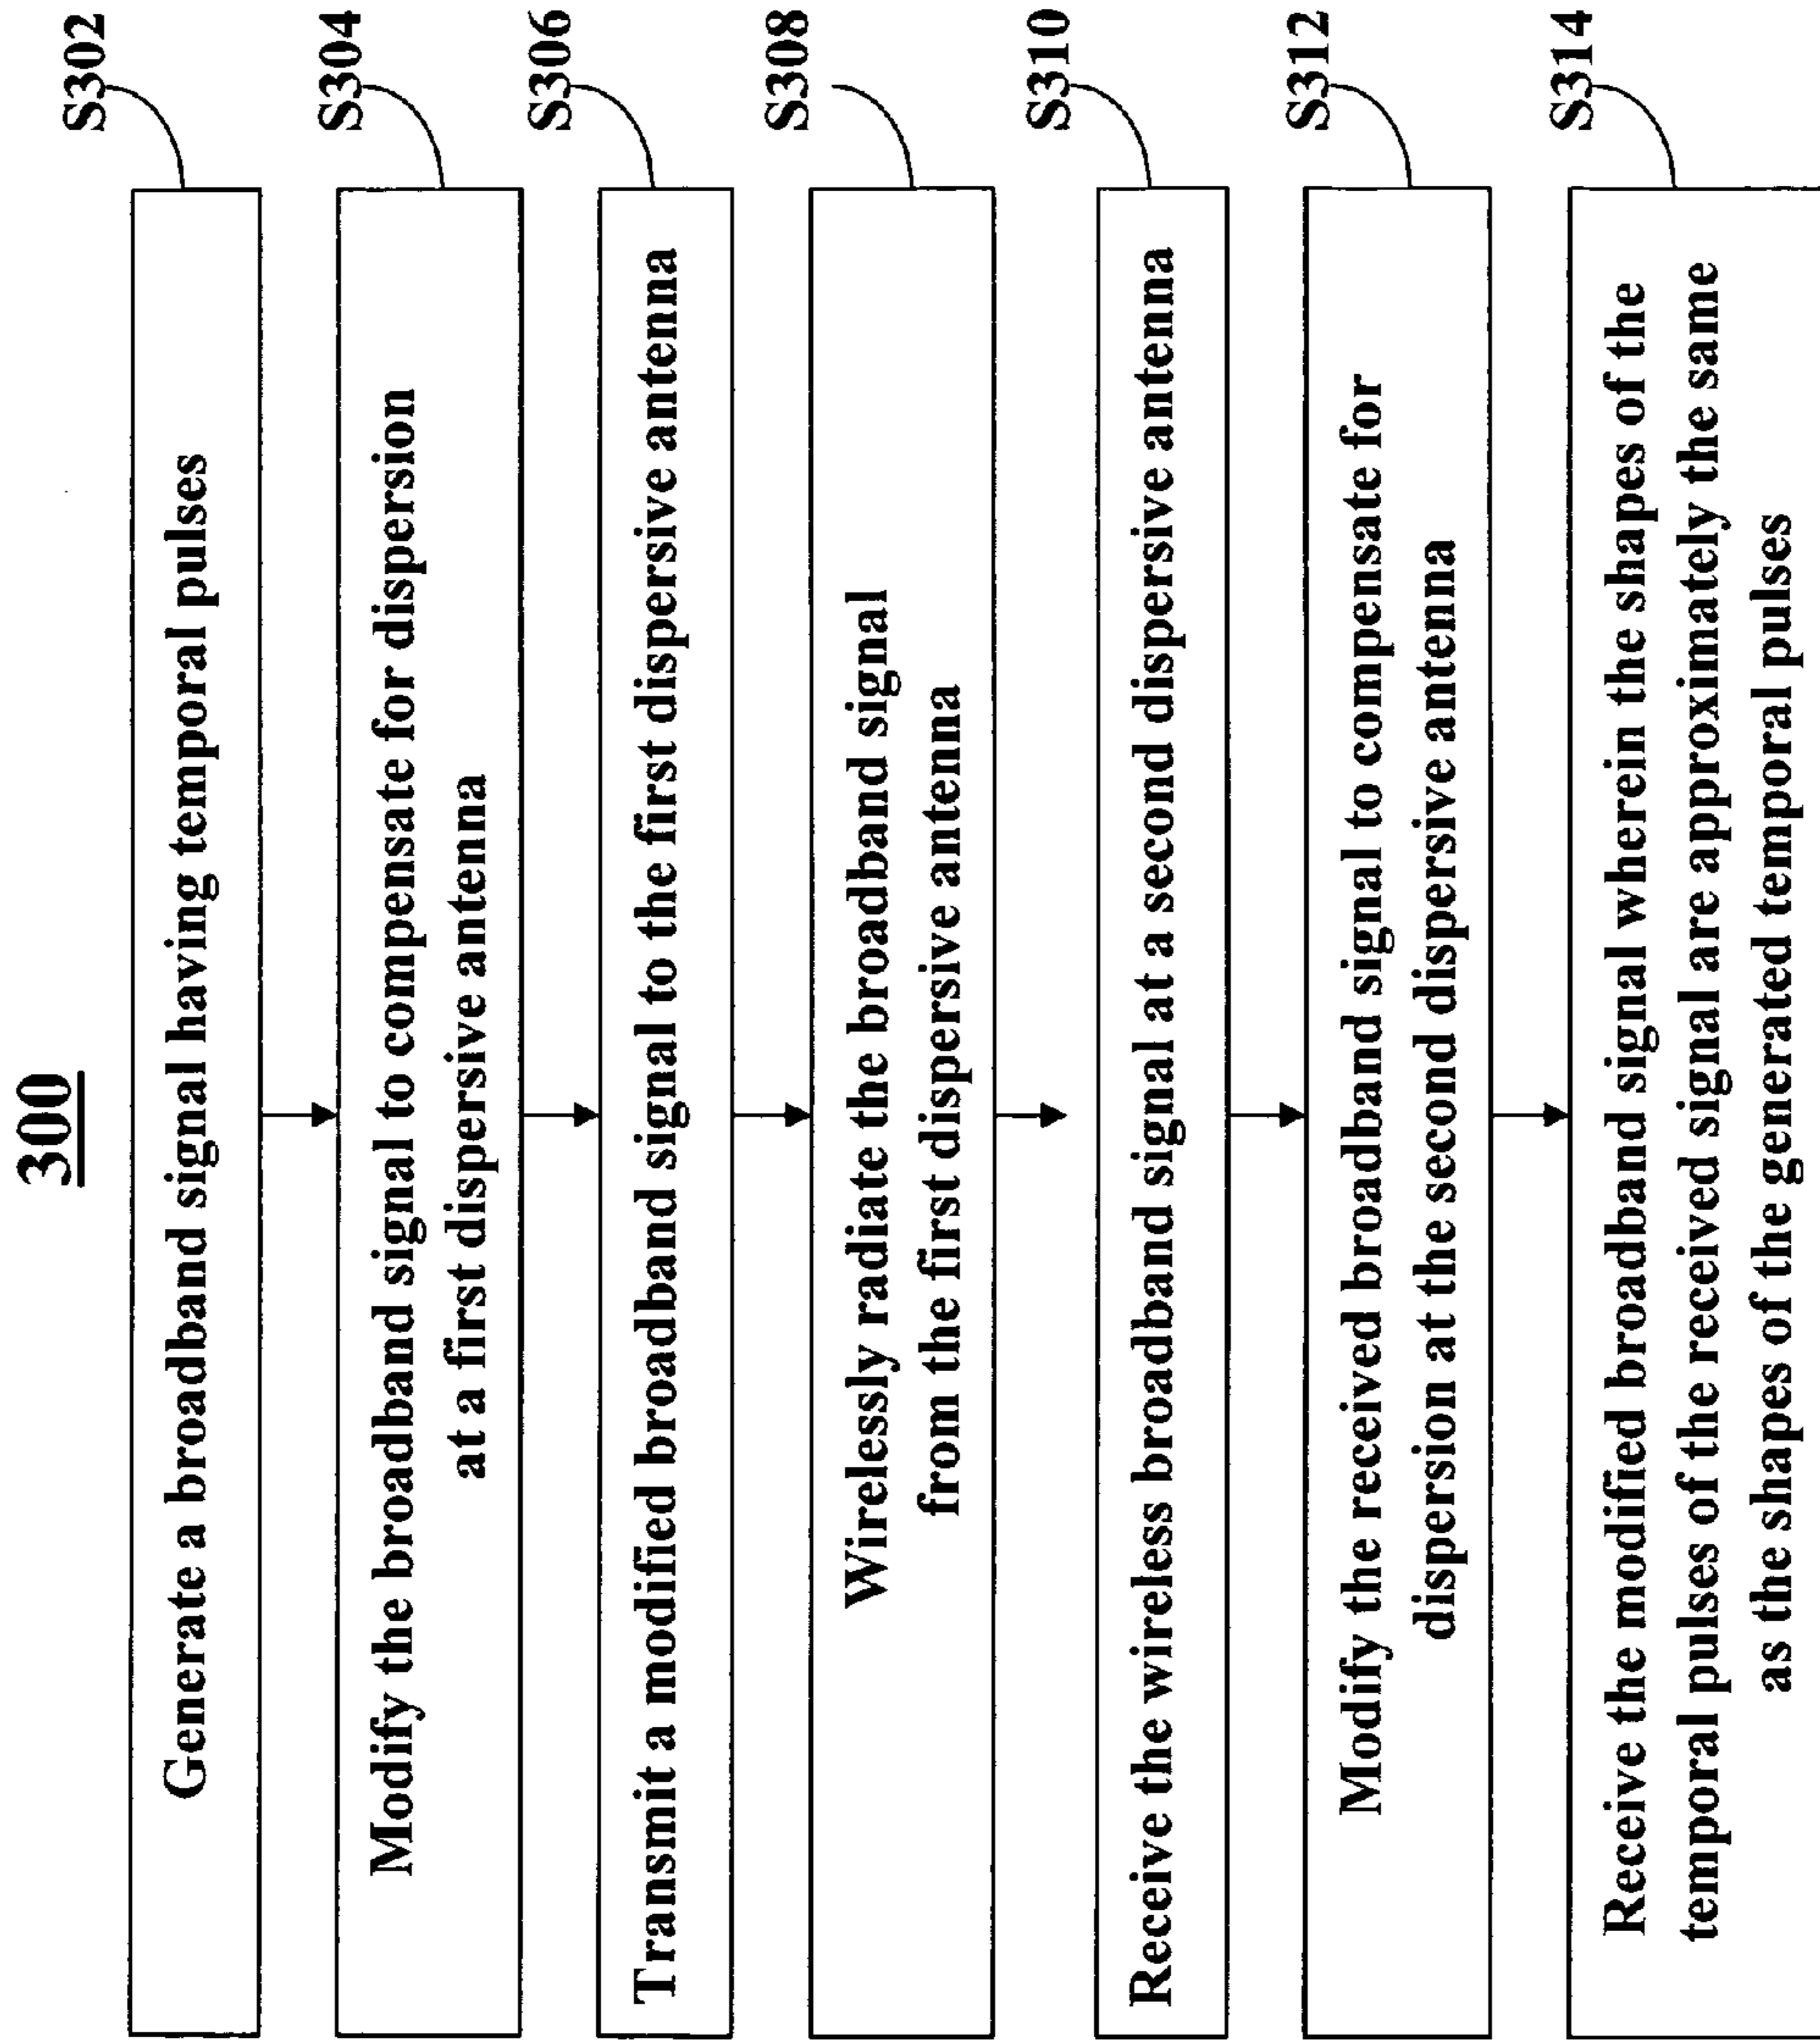 300
Generate a broadband signal having temporal pulses
S302
Modify the broadband signal to compensate for dispersion
at a first dispersive antenna
S304
Transmit a modified broadband signal to the first dispersive antenna
S306
Wirelessly radiate the broadband signal
from the first dispersive antenna
S308
Receive the wireless broadband signal at a second dispersive antenna
S310
Modify the received broadband signal to compensate for
dispersion at the second dispersive antenna
S312
Receive the modified broadband signal wherein the shapes of the
temporal pulses of the received signal are approximately the same
as the shapes of the generated temporal pulses
S314